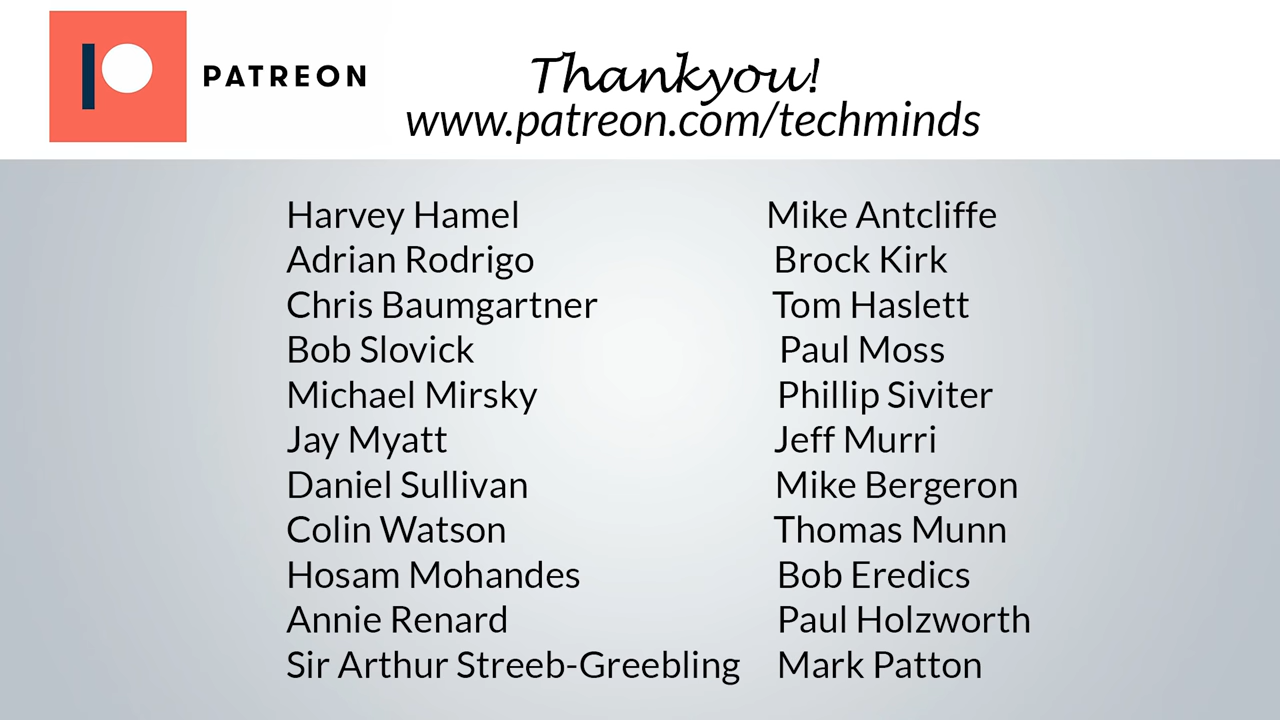 PATREON
Thankyou!
www.patreon.com/techminds
Harvey Hamel
Adrian Rodrigo
Chris Baumgartner
Bob Slovick
Michael Mirsky
Jay Myatt
Daniel Sullivan
Colin Watson
Hosam Mohandes
Annie Renard
Sir Arthur Streeb-Greebling
Mike Antcliffe
Brock Kirk
Tom Haslett
Paul Moss
Phillip Siviter
Jeff Murri
Mike Bergeron
Thomas Munn
Bob Eredics
Paul Holzworth
Mark Patton